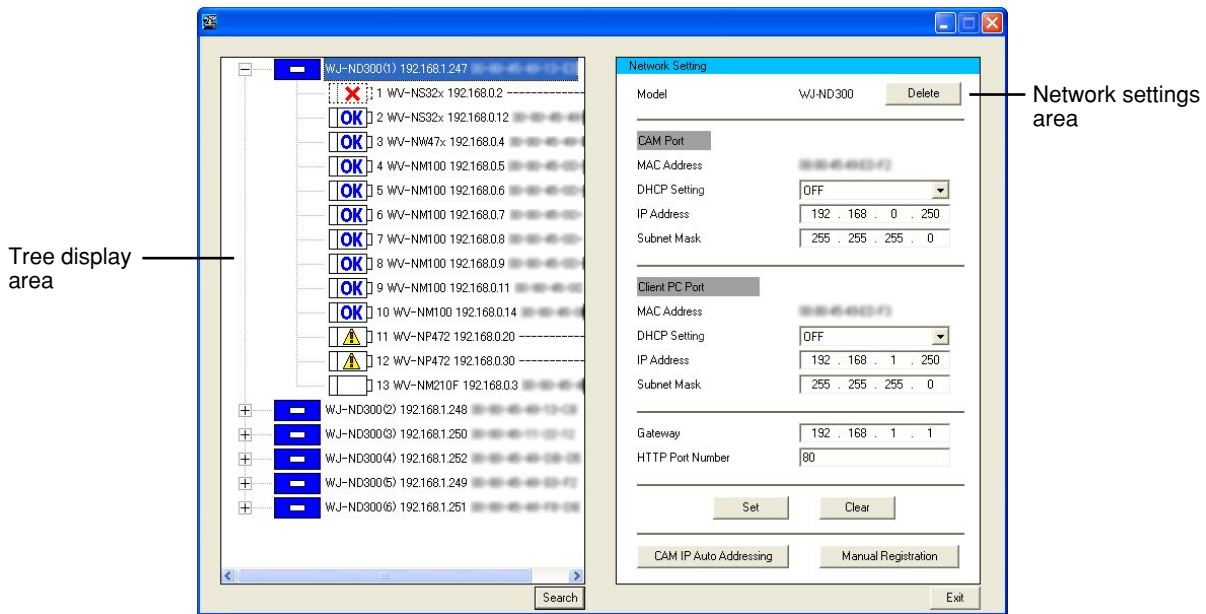 WJ-ND300(1) 192.168.1.247
1 WV-NS32x 192.168.0.2 -----------
OK 2 WV-NS32x 192.168.0.12
OK 3 WV-NW47x 192.168.0.4
OK 4 WV-NM100 192.168.0.5
OK 5 WV-NM100 192.168.0.6
OK 6 WV-NM100 192.168.0.7
OK 7 WV-NM100 192.168.0.8
OK 8 WV-NM100 192.168.0.9
OK 9 WV-NM100 192.168.0.11
OK 10 WV-NM100 192.168.0.14
11 WV-NP472 192.168.0.20 ----------
12 WV-NP472 192.168.0.30 ----------
13 WV-NM210F 192.168.0.3
WJ-ND300(2) 192.168.1.248
WJ-ND300(3) 192.168.1.250
WJ-ND300(4) 192.168.1.252
WJ-ND300(5) 192.168.1.249
WJ-ND300(6) 192.168.1.251
Search
Tree display
area
Network Setting
Model WJ-ND300 Delete
CAM Port
MAC Address
DHCP Setting OFF
IP Address 192 . 168 . 0 . 250
Subnet Mask 255 . 255 . 255 . 0
Client PC Port
MAC Address
DHCP Setting OFF
IP Address 192 . 168 . 1 . 250
Subnet Mask 255 . 255 . 255 . 0
Gateway 192 . 168 . 1 . 1
HTTP Port Number 80
Set Clear
CAM IP Auto Addressing Manual Registration
Exit
Network settings
area